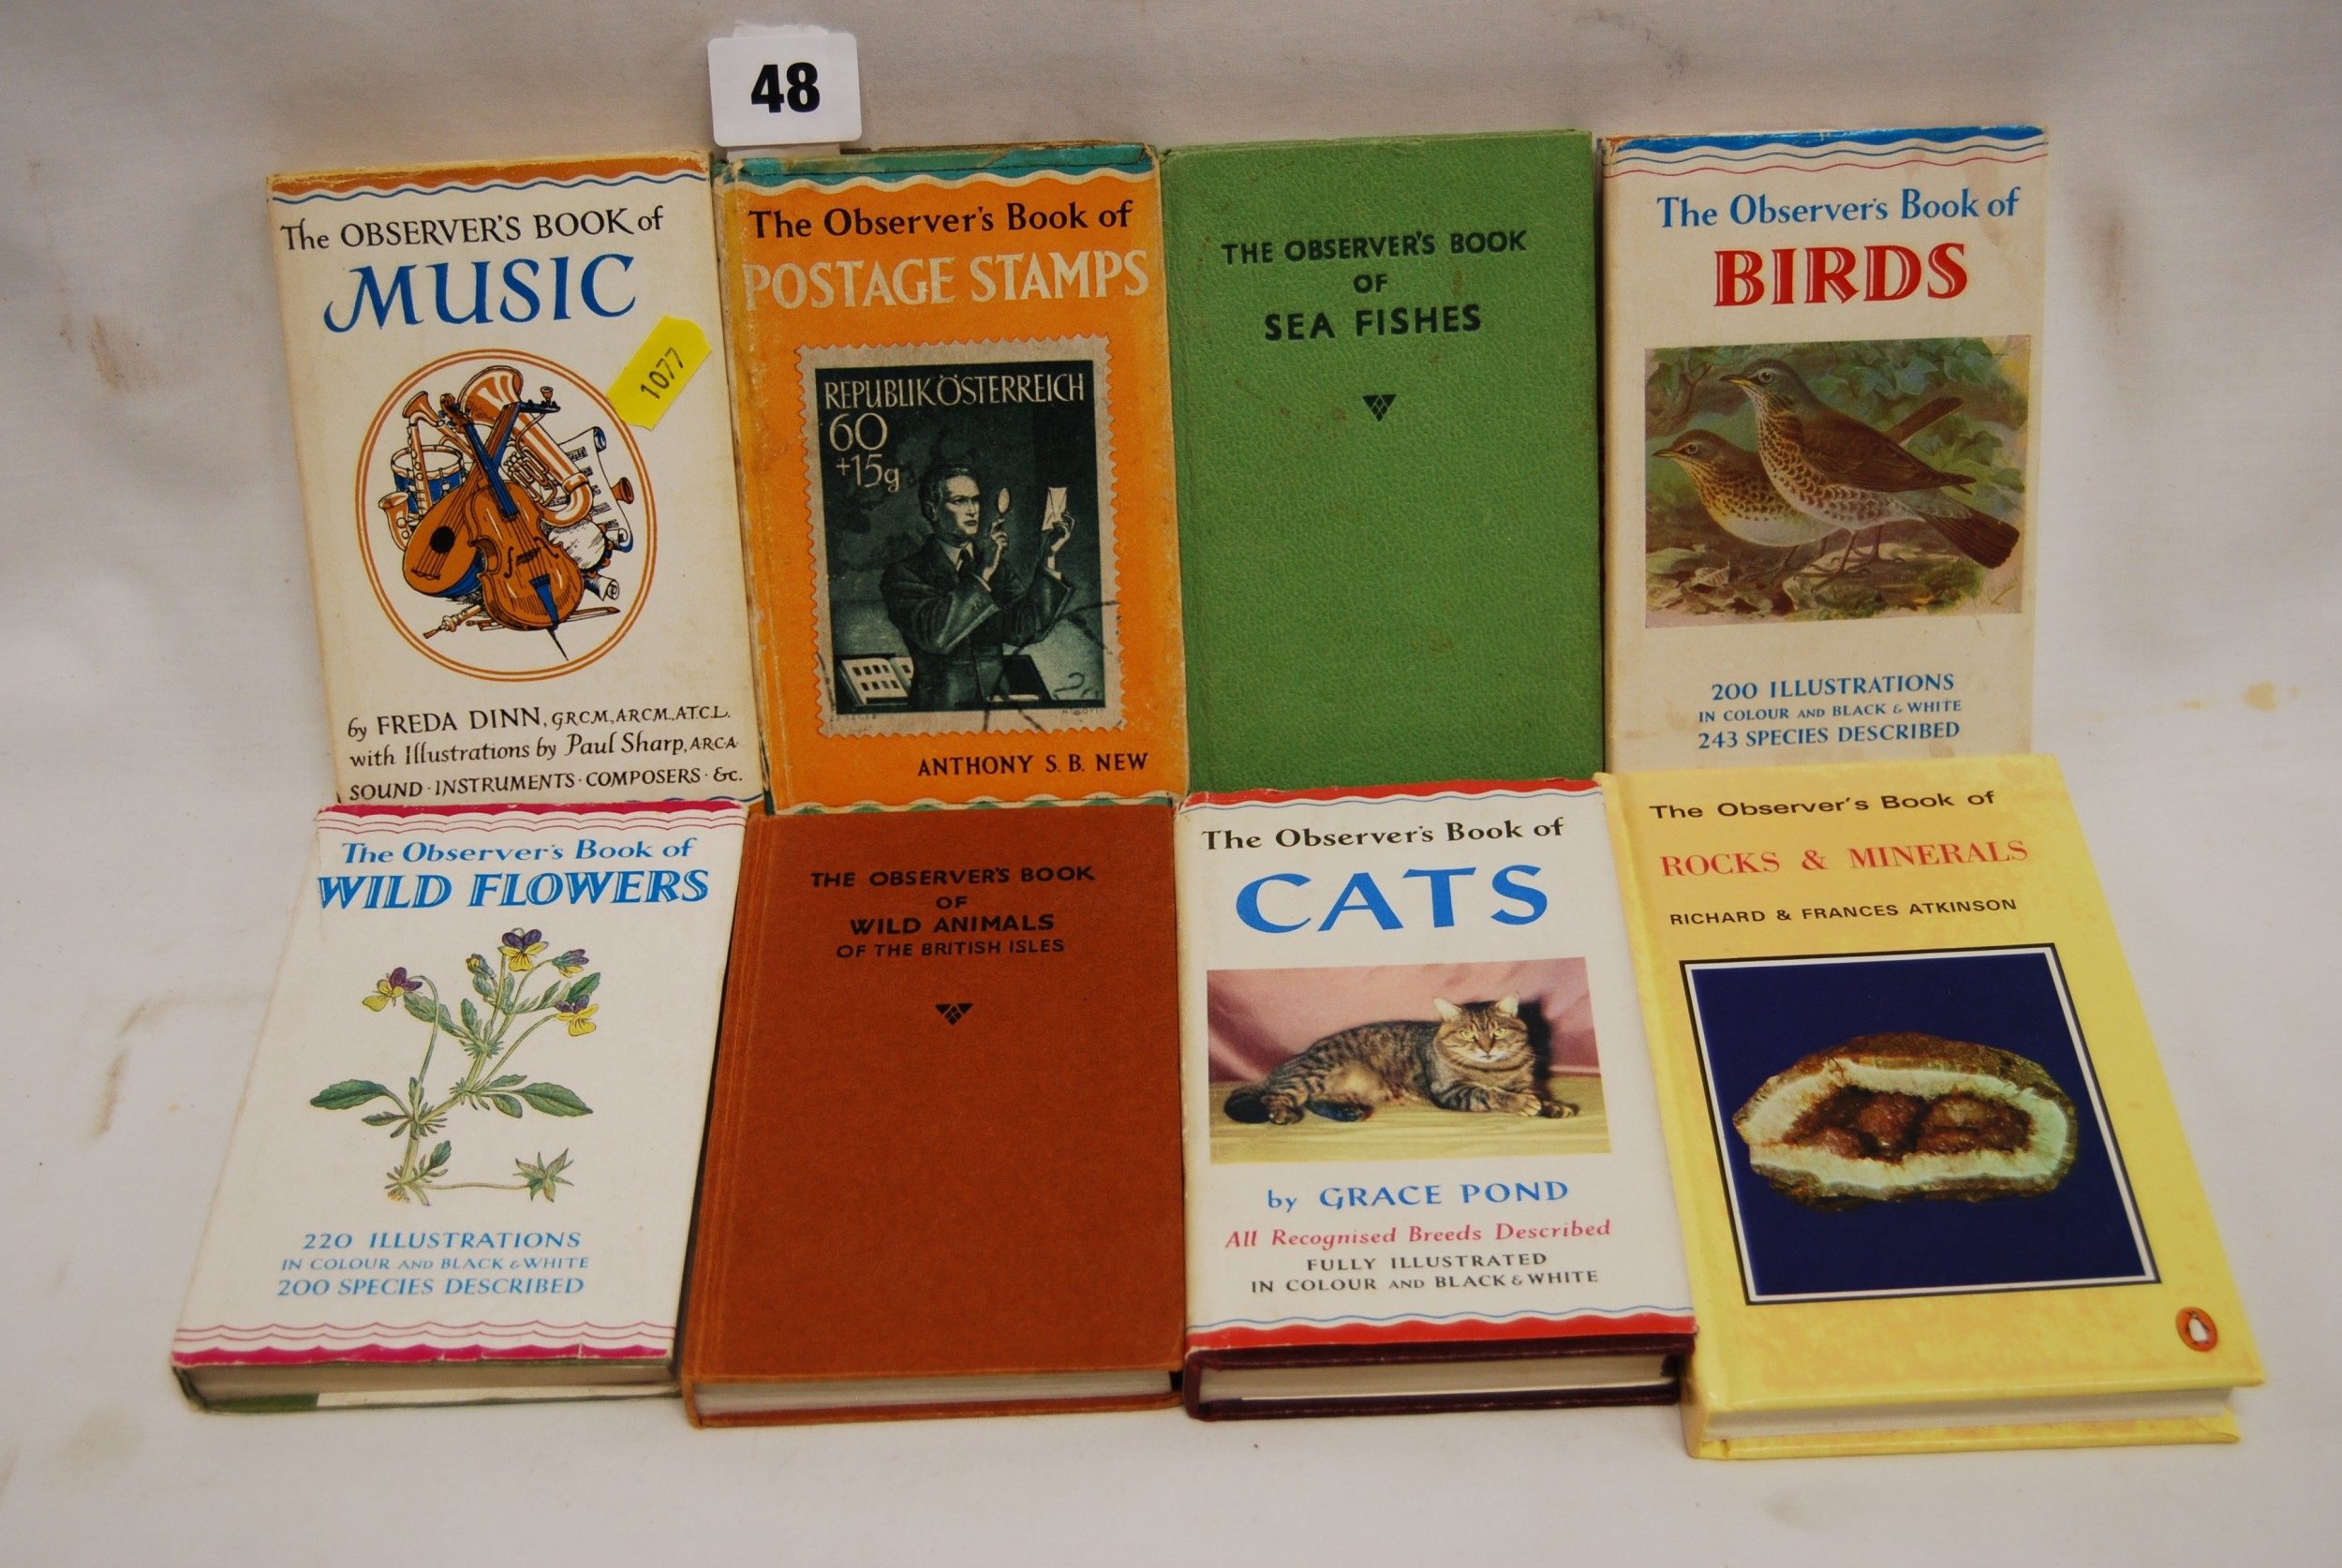 48
The OBSERVER'S BOOK of
MUSIC
1077
by FREDA DINN, G.R.C.M., A.R.C.M., A.T.C.L.
with Illustrations by Paul Sharp, A.R.C.A.
SOUND · INSTRUMENTS · COMPOSERS · &c.
The Observer's Book of
POSTAGE STAMPS
REPUBLIK ÖSTERREICH
60
+15g
ANTHONY S. B. NEW
THE OBSERVER'S BOOK
OF
SEA FISHES
The Observer's Book of
BIRDS
200 ILLUSTRATIONS
IN COLOUR AND BLACK & WHITE
243 SPECIES DESCRIBED
The Observer's Book of
WILD FLOWERS
220 ILLUSTRATIONS
IN COLOUR AND BLACK & WHITE
200 SPECIES DESCRIBED
THE OBSERVER'S BOOK
OF
WILD ANIMALS
OF THE BRITISH ISLES
The Observer's Book of
CATS
by GRACE POND
All Recognised Breeds Described
FULLY ILLUSTRATED
IN COLOUR AND BLACK & WHITE
The Observer's Book of
ROCKS & MINERALS
RICHARD & FRANCES ATKINSON